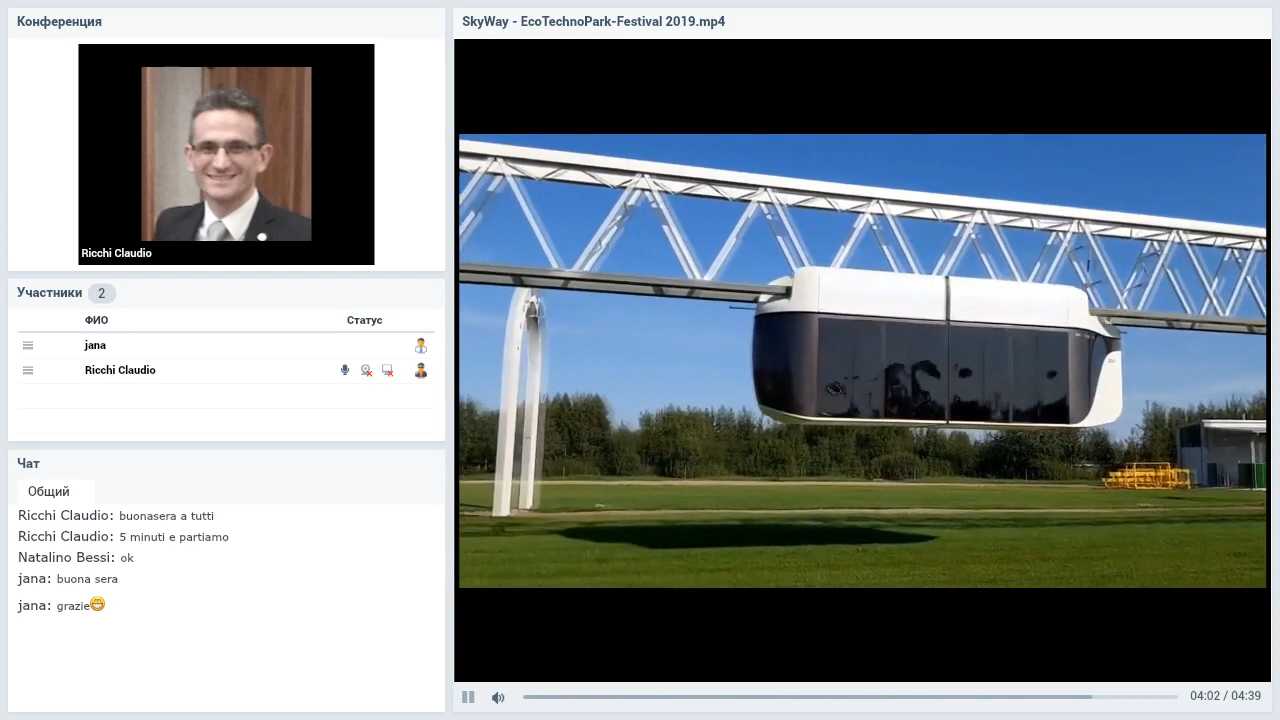 Конференция
Ricchi Claudio
Участники 2
ФИО Статус
jana
Ricchi Claudio
Чат
Общий
Ricchi Claudio: buonasera a tutti
Ricchi Claudio: 5 minuti e partiamo
Natalino Bessi: ok
jana: buona sera
jana: grazie
SkyWay - EcoTechnoPark-Festival 2019.mp4
04:02 / 04:39